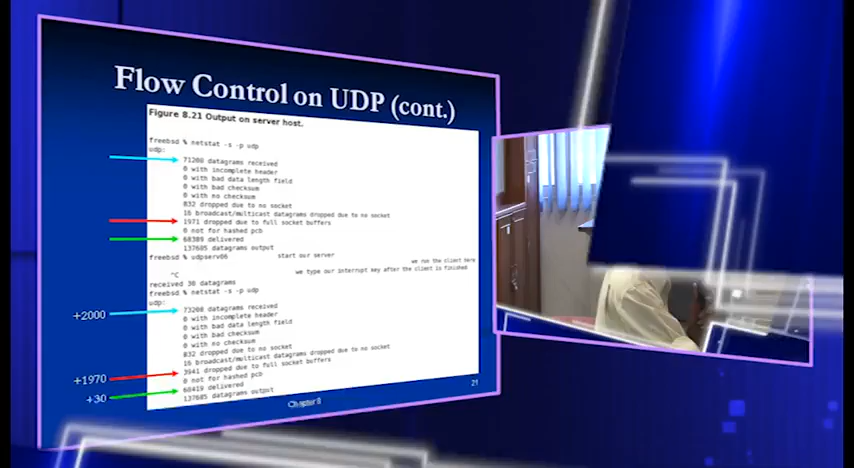 Flow Control on UDP (cont.)
Figure 8.21 Output on server host.
freebsd % netstat -s -p udp
udp:
71208 datagrams received
0 with incomplete header
0 with bad data length field
0 with bad checksum
0 with no checksum
832 dropped due to no socket
16 broadcast/multicast datagrams dropped due to no socket
1971 dropped due to full socket buffers
0 not for hashed pcb
68389 delivered
137685 datagrams output
freebsd % udpserv06 start our server
we run the client here
^C we type our interrupt key after the client is finished
received 30 datagrams
freebsd % netstat -s -p udp
udp:
+2000 73208 datagrams received
0 with incomplete header
0 with bad data length field
0 with bad checksum
0 with no checksum
832 dropped due to no socket
16 broadcast/multicast datagrams dropped due to no socket
+1970 3941 dropped due to full socket buffers
0 not for hashed pcb
+30 68419 delivered
137685 datagrams output
Chapter 8
21